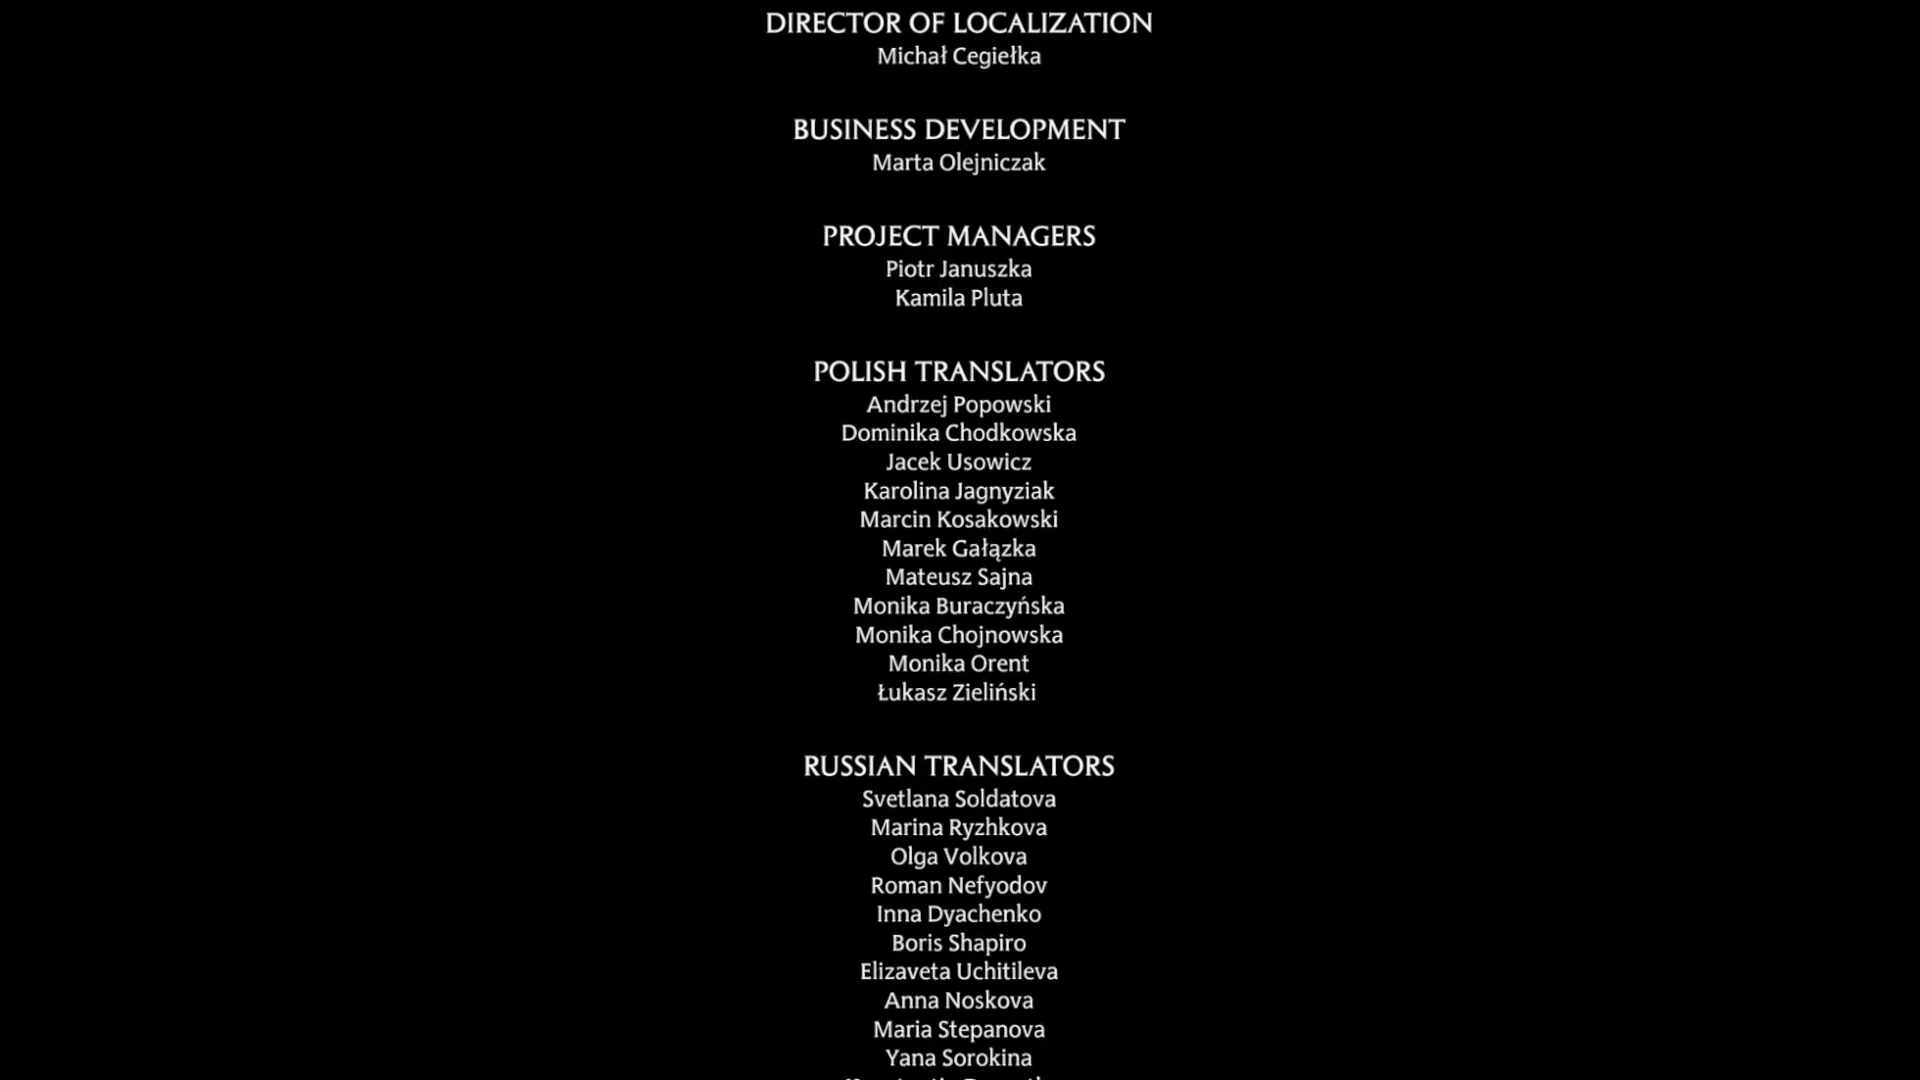 DIRECTOR OF LOCALIZATION
Michał Cegiełka
BUSINESS DEVELOPMENT
Marta Olejniczak
PROJECT MANAGERS
Piotr Januszka
Kamila Pluta
POLISH TRANSLATORS
Andrzej Popowski
Dominika Chodkowska
Jacek Usowicz
Karolina Jagnyziak
Marcin Kosakowski
Marek Gałązka
Mateusz Sajna
Monika Buraczyńska
Monika Chojnowska
Monika Orent
Łukasz Zieliński
RUSSIAN TRANSLATORS
Svetlana Soldatova
Marina Ryzhkova
Olga Volkova
Roman Nefyodov
Inna Dyachenko
Boris Shapiro
Elizaveta Uchitileva
Anna Noskova
Maria Stepanova
Yana Sorokina